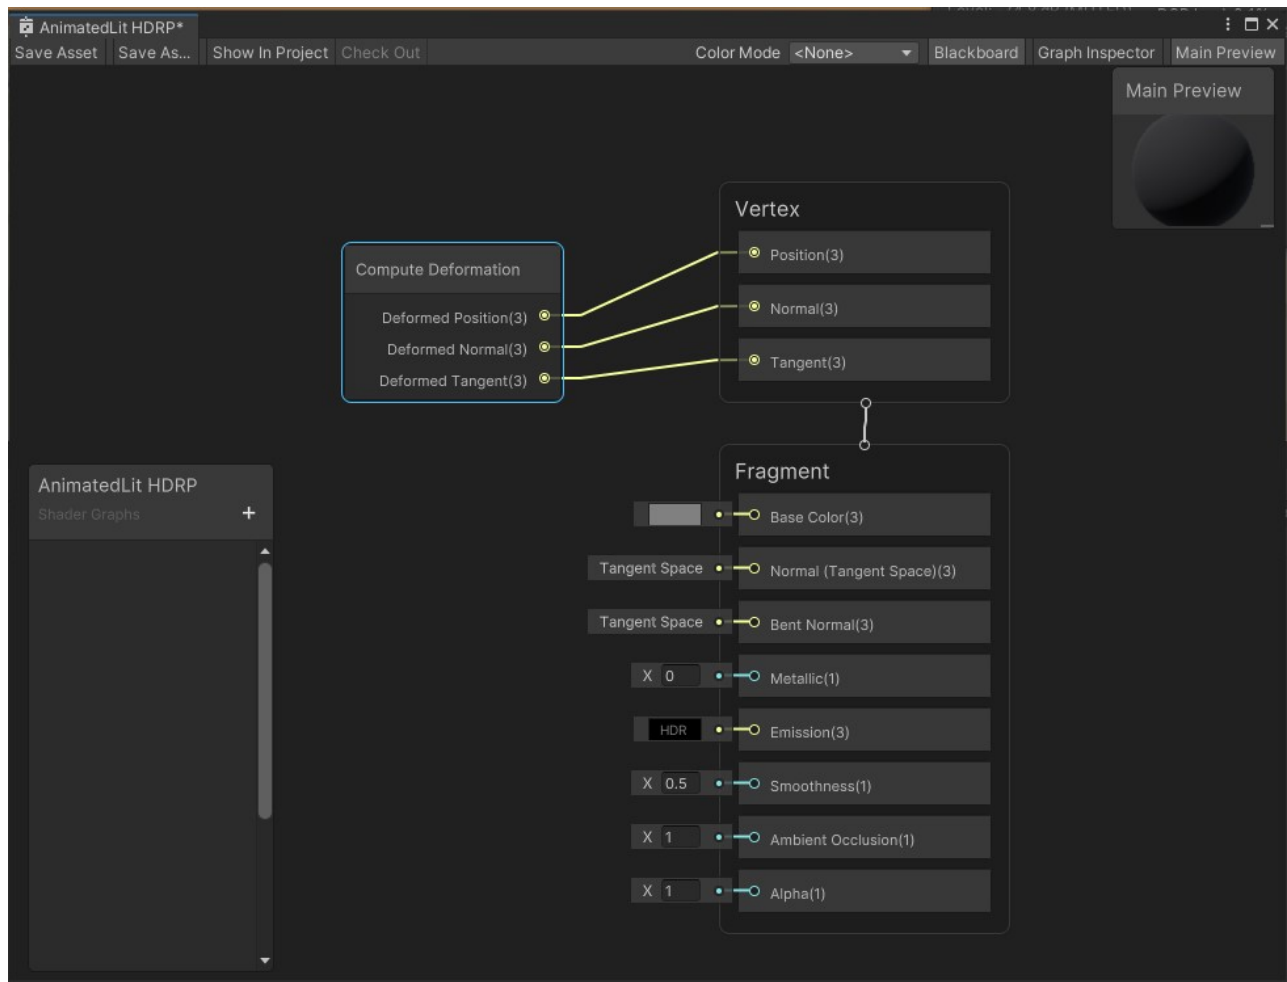 AnimatedLit HDRP*
Save Asset Save As... Show In Project Check Out Color Mode <None> Blackboard Graph Inspector Main Preview
Main Preview
Vertex
Position(3)
Normal(3)
Tangent(3)
Compute Deformation
Deformed Position(3)
Deformed Normal(3)
Deformed Tangent(3)
AnimatedLit HDRP
Shader Graphs +
Fragment
Base Color(3)
Tangent Space Normal (Tangent Space)(3)
Tangent Space Bent Normal(3)
X 0 Metallic(1)
HDR Emission(3)
X 0.5 Smoothness(1)
X 1 Ambient Occlusion(1)
X 1 Alpha(1)